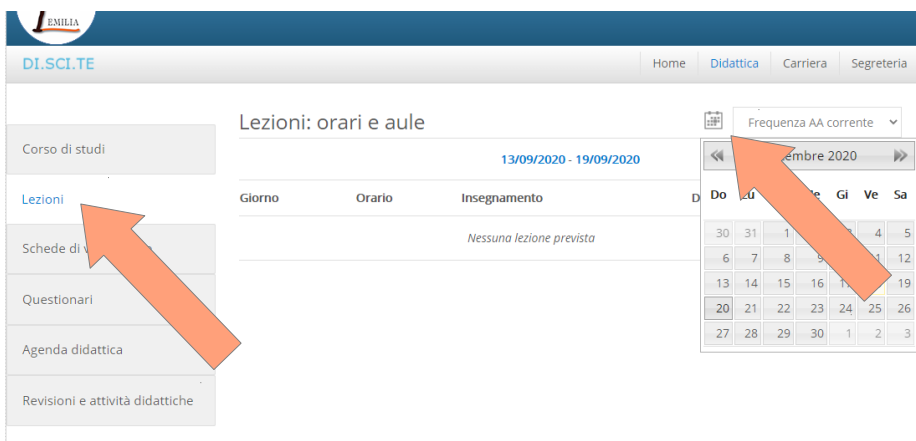 EMILIA
DI.SCI.TE
Home Didattica Carriera Segreteria
Lezioni: orari e aule
Frequenza AA corrente
Corso di studi
13/09/2020 - 19/09/2020
embre 2020
Lezioni
Giorno Orario Insegnamento D
Do Gi Ve Sa
Nessuna lezione prevista
30 31 1 4 5
Schede di
6 7 8 12
13 14 15 16 19
Questionari
20 21 22 23 24 25 26
27 28 29 30 1 2 3
Agenda didattica
Revisioni e attività didattiche